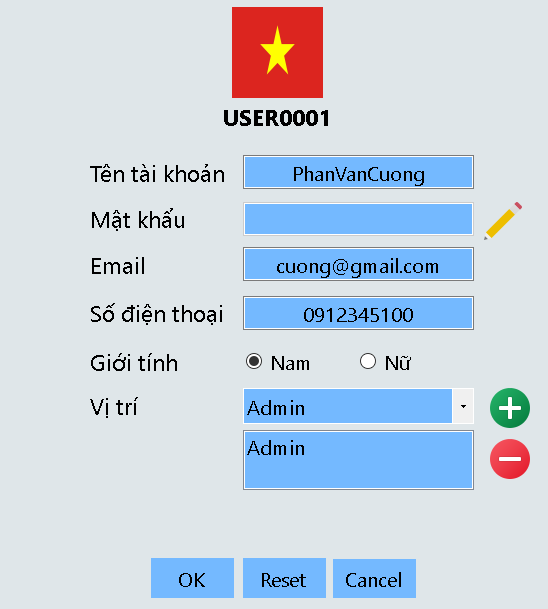 USER0001
Tên tài khoản PhanVanCuong
Mật khẩu
Email cuong@gmail.com
Số điện thoại 0912345100
Giới tính Nam Nữ
Vị trí Admin
Admin
OK Reset Cancel